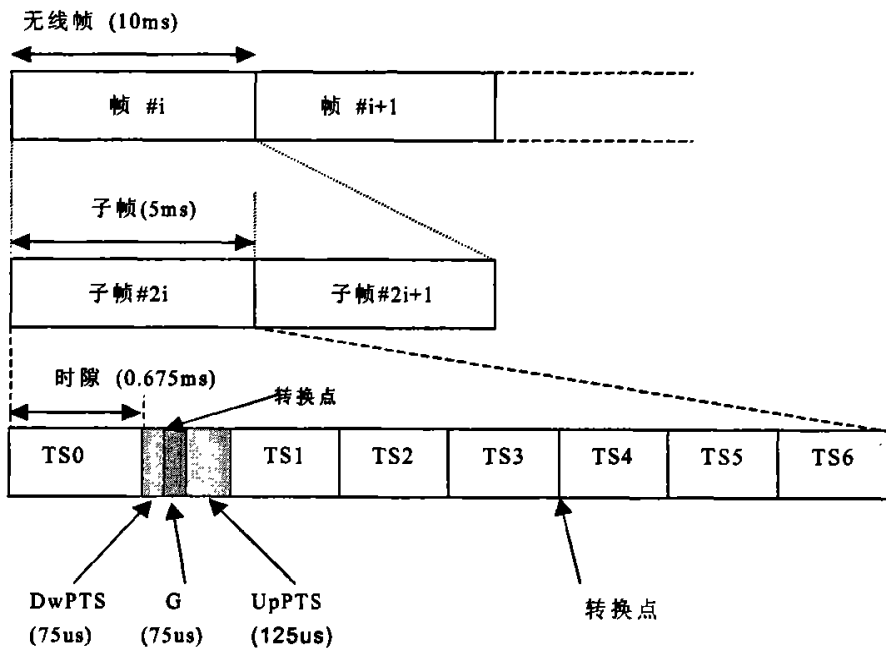 无线帧 (10ms)
帧 #i
帧 #i+1
子帧(5ms)
子帧#2i
子帧#2i+1
时隙 (0.675ms)
转换点
TS0
TS1
TS2
TS3
TS4
TS5
TS6
DwPTS
(75us)
G
(75us)
UpPTS
(125us)
转换点